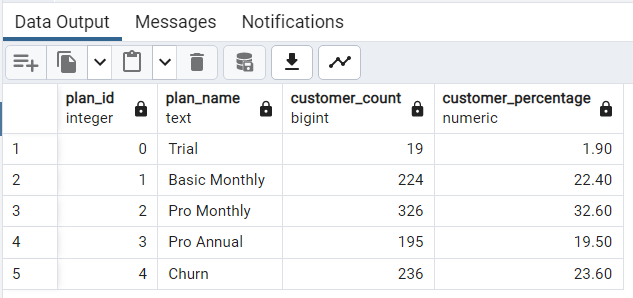 Data Output Messages Notifications
plan_id plan_name customer_count customer_percentage
integer text bigint numeric
1 0 Trial 19 1.90
2 1 Basic Monthly 224 22.40
3 2 Pro Monthly 326 32.60
4 3 Pro Annual 195 19.50
5 4 Churn 236 23.60